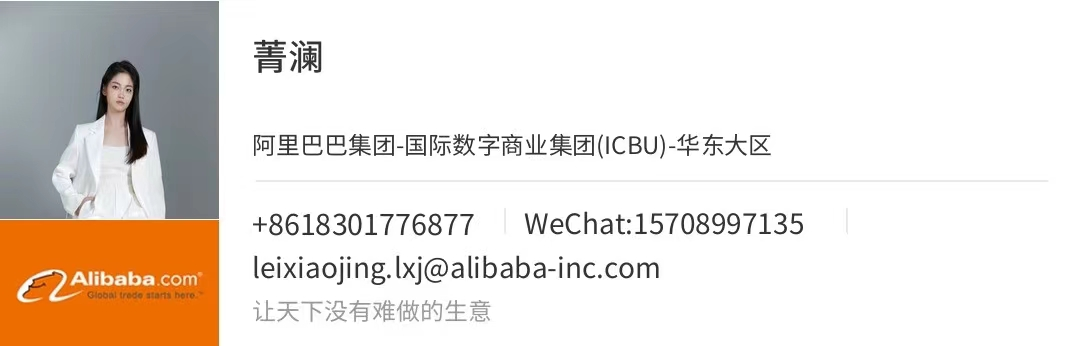 菁澜
阿里巴巴集团-国际数字商业集团(ICBU)-华东大区
+8618301776877 WeChat:15708997135
leixiaojing.lxj@alibaba-inc.com
让天下没有难做的生意
Alibaba.com®
Global trade starts here.™